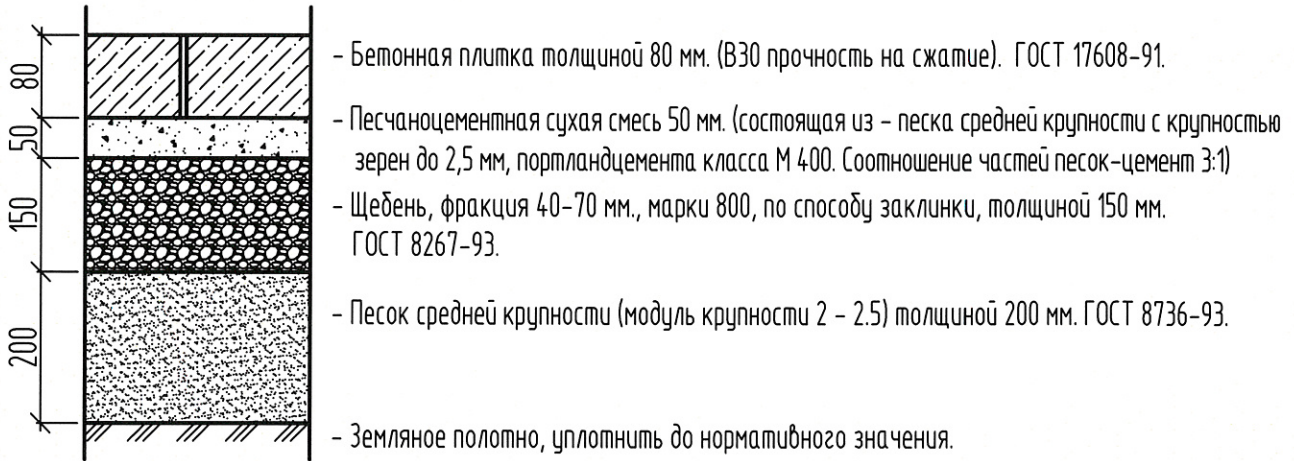 80
– Бетонная плитка толщиной 80 мм. (В30 прочность на сжатие). ГОСТ 17608-91.
50
– Песчаноцементная сухая смесь 50 мм. (состоящая из – песка средней крупности с крупностью
зерен до 2,5 мм, портландцемента класса М 400. Соотношение частей песок-цемент 3:1)
150
– Щебень, фракция 40-70 мм., марки 800, по способу заклинки, толщиной 150 мм.
ГОСТ 8267-93.
200
– Песок средней крупности (модуль крупности 2 – 2.5) толщиной 200 мм. ГОСТ 8736-93.
– Земляное полотно, уплотнить до нормативного значения.